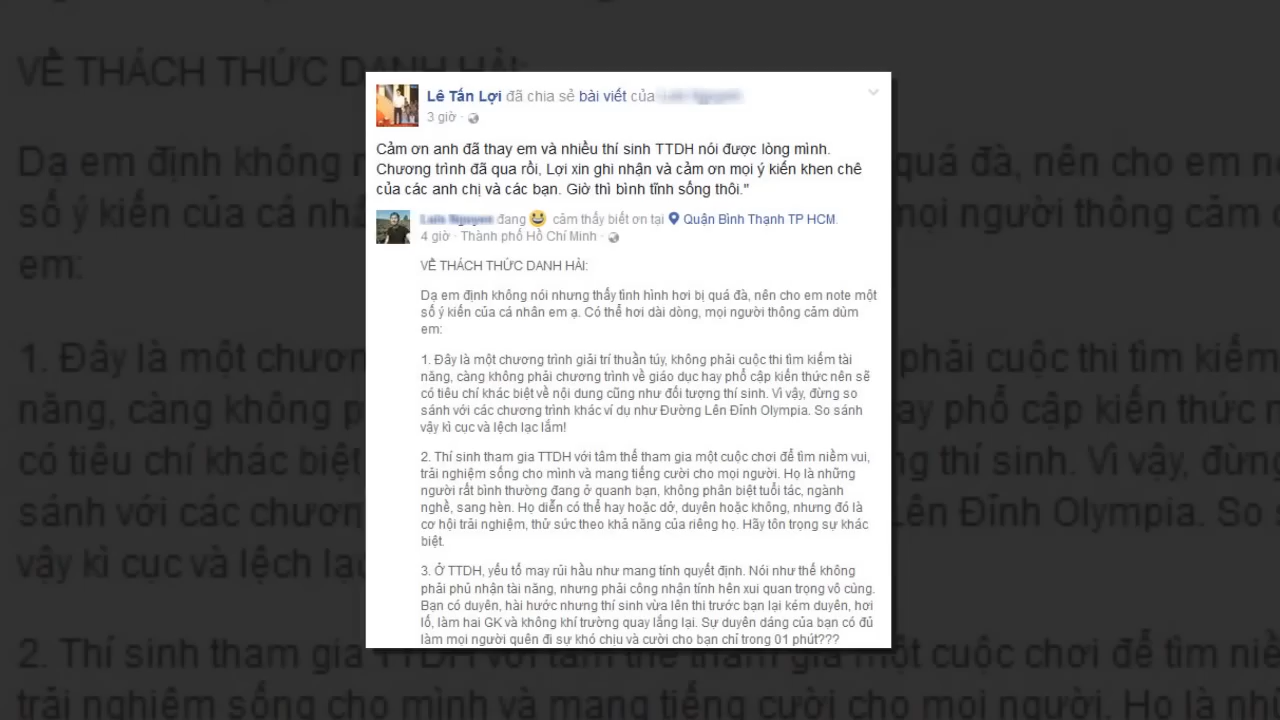 VỀ THÁCH THỨC DANH HÀI:
Lê Tấn Lợi đã chia sẻ bài viết của
3 giờ ·
Cảm ơn anh đã thay em và nhiều thí sinh TTDH nói được lòng mình.
Chương trình đã qua rồi, Lợi xin ghi nhận và cảm ơn mọi ý kiến khen chê
của các anh chị và các bạn. Giờ thì bình tĩnh sống thôi."
đang cảm thấy biết ơn tại Quận Bình Thạnh TP HCM.
4 giờ · Thành phố Hồ Chí Minh ·
VỀ THÁCH THỨC DANH HÀI:
Dạ em định không nói nhưng thấy tình hình hơi bị quá đà, nên cho em note một
số ý kiến của cá nhân em ạ. Có thể hơi dài dòng, mọi người thông cảm dùm
em:
1. Đây là một chương trình giải trí thuần túy, không phải cuộc thi tìm kiếm tài
năng, càng không phải chương trình về giáo dục hay phổ cập kiến thức nên sẽ
có tiêu chí khác biệt về nội dung cũng như đối tượng thí sinh. Vì vậy, đừng so
sánh với các chương trình khác ví dụ như Đường Lên Đỉnh Olympia. So sánh
vậy kì cục và lệch lạc lắm!
2. Thí sinh tham gia TTDH với tâm thế tham gia một cuộc chơi để tìm niềm vui,
trải nghiệm sống cho mình và mang tiếng cười cho mọi người. Họ là những
người rất bình thường đang ở quanh bạn, không phân biệt tuổi tác, ngành
nghề, sang hèn. Họ diễn có thể hay hoặc dở, duyên hoặc không, nhưng đó là
cơ hội trải nghiệm, thử sức theo khả năng của riêng họ. Hãy tôn trọng sự khác
biệt.
3. Ở TTDH, yếu tố may rủi hầu như mang tính quyết định. Nói như thế không
phải phủ nhận tài năng, nhưng phải công nhận tính hên xui quan trọng vô cùng.
Bạn có duyên, hài hước nhưng thí sinh vừa lên thi trước bạn lại kém duyên, hơi
lố, làm hai GK và không khí trường quay lắng lại. Sự duyên dáng của bạn có đủ
làm mọi người quên đi sự khó chịu và cười cho bạn chỉ trong 01 phút???